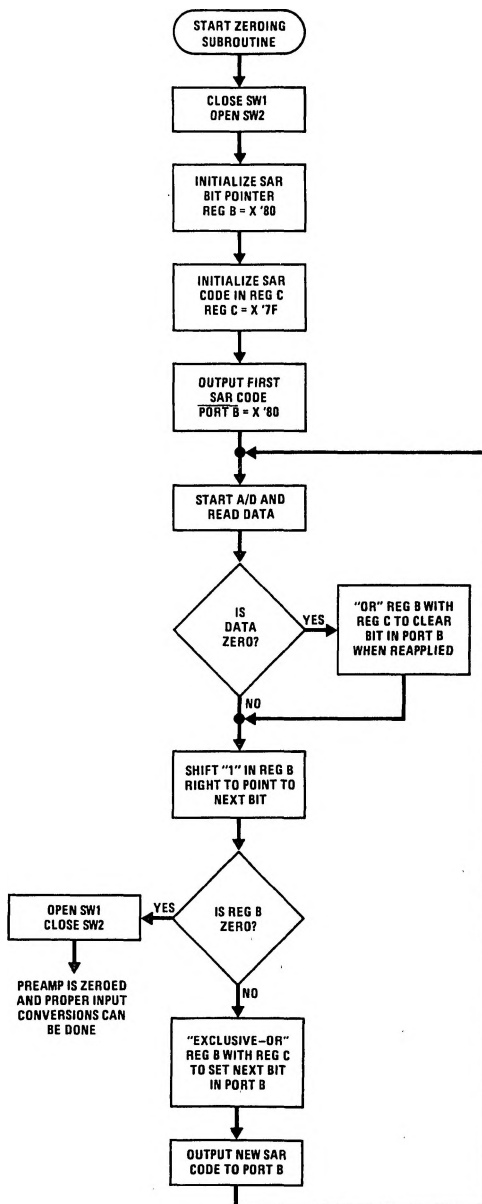 START ZEROING
SUBROUTINE
CLOSE SW1
OPEN SW2
INITIALIZE SAR
BIT POINTER
REG B = X '80
INITIALIZE SAR
CODE IN REG C
REG C = X '7F
OUTPUT FIRST
SAR CODE
PORT B = X '80
START A/D AND
READ DATA
IS
DATA
ZERO?
YES
"OR" REG B WITH
REG C TO CLEAR
BIT IN PORT B
WHEN REAPPLIED
NO
SHIFT "1" IN REG B
RIGHT TO POINT TO
NEXT BIT
IS REG B
ZERO?
YES
OPEN SW1
CLOSE SW2
PREAMP IS ZEROED
AND PROPER INPUT
CONVERSIONS CAN
BE DONE
NO
"EXCLUSIVE-OR"
REG B WITH REG C
TO SET NEXT BIT
IN PORT B
OUTPUT NEW SAR
CODE TO PORT B